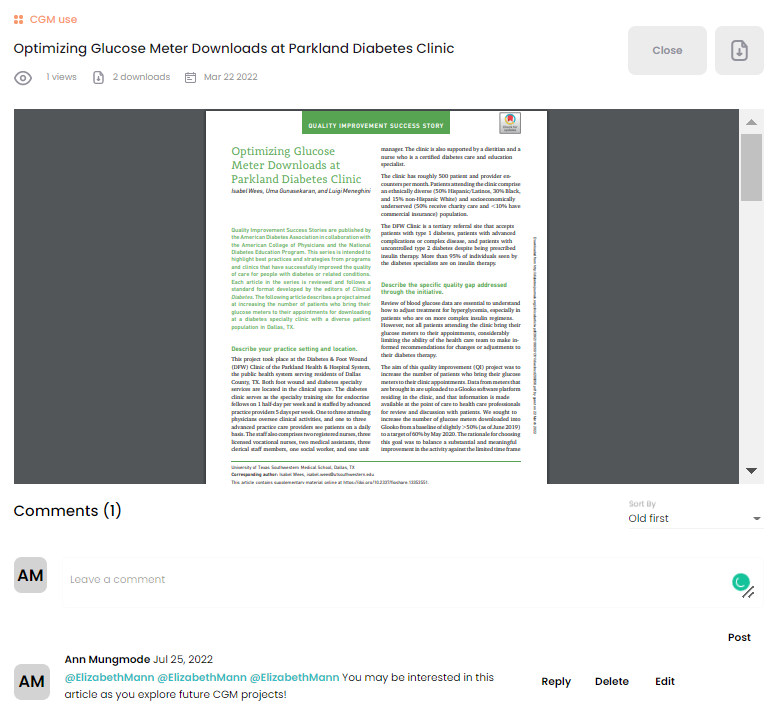 CGM use
Optimizing Glucose Meter Downloads at Parkland Diabetes Clinic
1 views
2 downloads
Mar 22 2022
Close
QUALITY IMPROVEMENT SUCCESS STORY
Optimizing Glucose
Meter Downloads at
Parkland Diabetes Clinic
Isabel Wees, Uma Gunasekaran, and Luigi Meneghini
Quality Improvement Success Stories are published by
the American Diabetes Association in collaboration with
the American College of Physicians and the National
Diabetes Education Program. This series is intended to
highlight best practices and strategies from programs
and clinics that have successfully improved the quality
of care for people with diabetes or related conditions.
Each article in the series is reviewed and follows a
standard format developed by the editors of Clinical
Diabetes. The following article describes a project aimed
at increasing the number of patients who bring their
glucose meters to their appointments for downloading
at a diabetes specialty clinic with a diverse patient
population in Dallas, TX.
Describe your practice setting and location.
This project took place at the Diabetes & Foot Wound
(DFW) Clinic of the Parkland Health & Hospital System,
the public health system serving residents of Dallas
County, TX. Both foot wound and diabetes specialty
services are located in the clinical space. The diabetes
clinic serves as the specialty training site for endocrine
fellows on 1 half-day per week and is staffed by advanced
practice providers 5 days per week. One to three attending
physicians oversee clinical activities, and one to three
advanced practice care providers see patients on a daily
basis. The staff also comprises two registered nurses, three
licensed vocational nurses, two medical assistants, three
clerical staff members, one social worker, and one unit
manager. The clinic is also supported by a dietitian and a
nurse who is a certified diabetes care and education
specialist.
The clinic has roughly 500 patient and provider en-
counters per month. Patients attending the clinic comprise
an ethnically diverse (50% Hispanic/Latinos, 30% Black,
and 15% non-Hispanic White) and socioeconomically
underserved (50% receive charity care and <10% have
commercial insurance) population.
The DFW Clinic is a tertiary referral site that accepts
patients with type 1 diabetes, patients with advanced
complications or complex disease, and patients with
uncontrolled type 2 diabetes despite being prescribed
insulin therapy. More than 95% of individuals seen by
the diabetes specialists are on insulin therapy.
Describe the specific quality gap addressed
through the initiative.
Review of blood glucose data are essential to understand
how to adjust treatment for hyperglycemia, especially in
patients who are on more complex insulin regimens.
However, not all patients attending the clinic bring their
glucose meters to their appointments, considerably
limiting the ability of the health care team to make in-
formed recommendations for changes or adjustments to
their diabetes therapy.
The aim of this quality improvement (QI) project was to
increase the number of patients who bring their glucose
meters to their clinic appointments. Data from meters that
are brought in are uploaded to a Glooko software platform
residing in the clinic, and that information is made
available at the point of care to health care professionals
for review and discussion with patients. We sought to
increase the number of glucose meters downloaded into
Glooko from a baseline of slightly >50% (as of June 2019)
to a target of 60% by May 2020. The rationale for choosing
this goal was to balance a substantial and meaningful
improvement in the activity against the limited time frame
University of Texas Southwestern Medical School, Dallas, TX
Corresponding author: Isabel Wees, isabel.wees@utsouthwestern.edu
This article contains supplementary material online at https://doi.org/10.2337/figshare.13353551.
Comments (1)
Sort By
Old first
AM
Leave a comment
Post
AM
Ann Mungmode Jul 25, 2022
@ElizabethMann @ElizabethMann @ElizabethMann You may be interested in this
article as you explore future CGM projects!
Reply
Delete
Edit